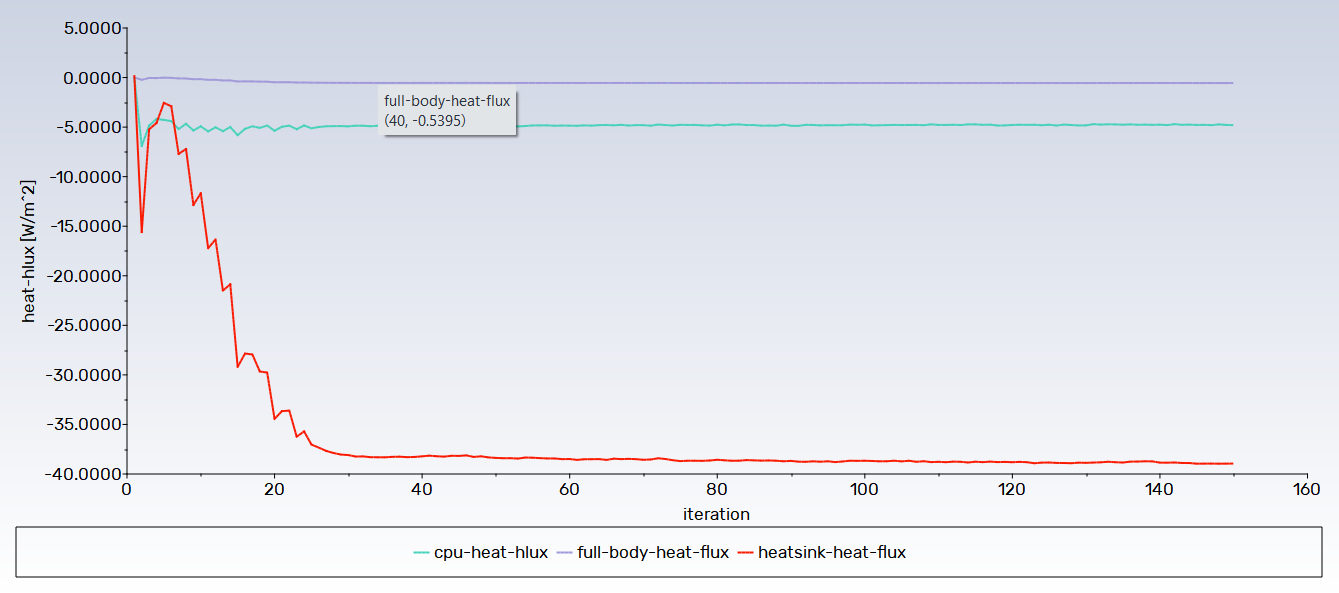 5.0000
0.0000
-5.0000
-10.0000
-15.0000
-20.0000
-25.0000
-30.0000
-35.0000
-40.0000
heat-hlux [W/m^2]
full-body-heat-flux
(40, -0.5395)
0 20 40 60 80 100 120 140 160
iteration
cpu-heat-hlux full-body-heat-flux heatsink-heat-flux